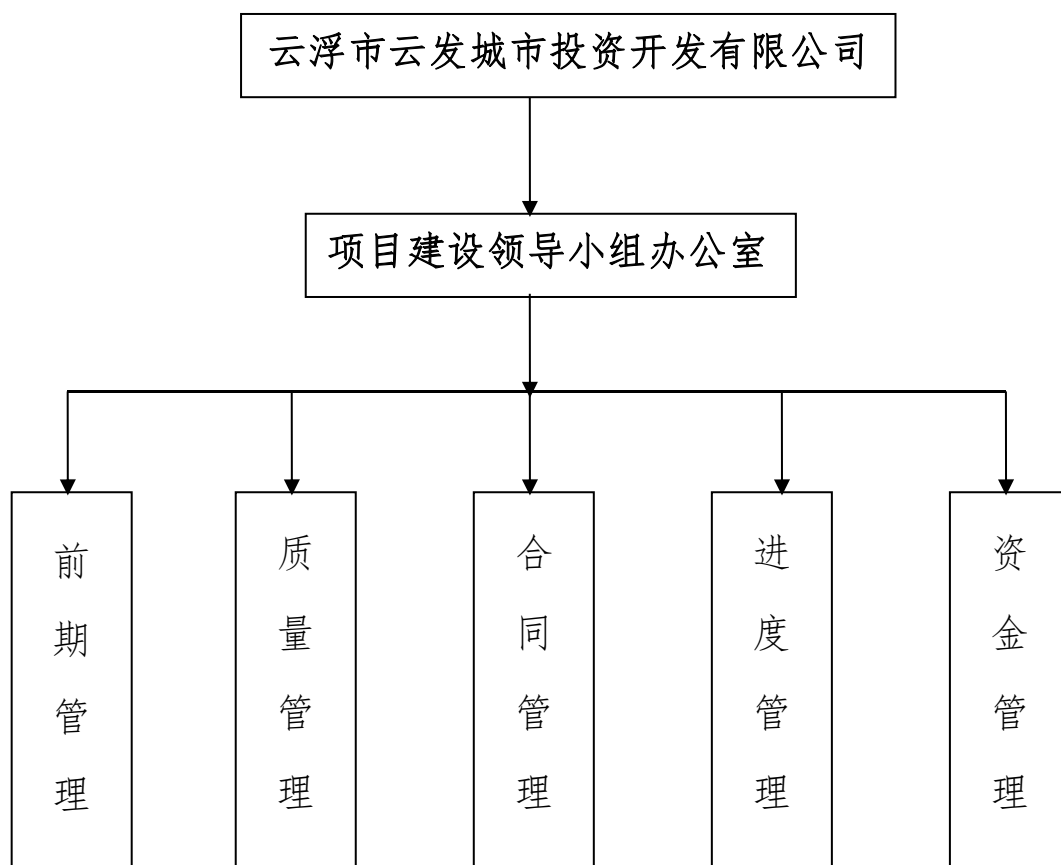 云浮市云发城市投资开发有限公司
项目建设领导小组办公室
前期管理
质量管理
合同管理
进度管理
资金管理